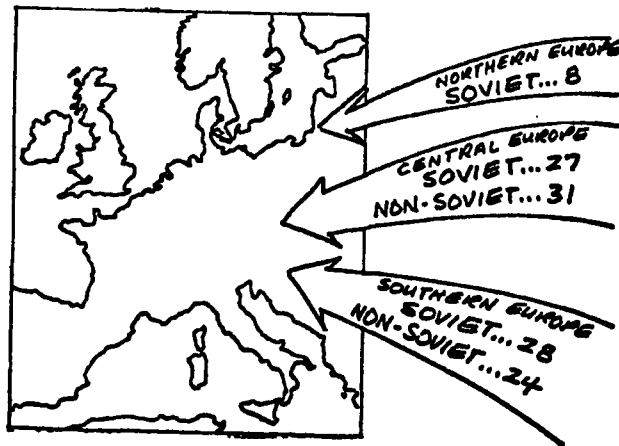 NORTHERN EUROPE
SOVIET...8
CENTRAL EUROPE
SOVIET...27
NON-SOVIET...31
SOUTHERN EUROPE
SOVIET...28
NON-SOVIET...24